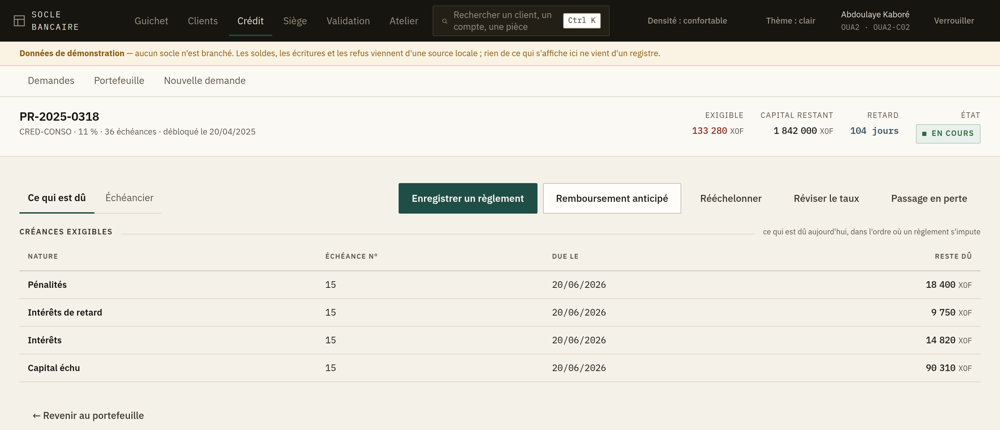 SOCLE
BANCAIRE
Guichet Clients Crédit Siège Validation Atelier
Rechercher un client, un
compte, une pièce
Ctrl K
Densité : confortable
Thème : clair
Abdoulaye Kaboré
OUA2 · OUA2-C02
Verrouiller
Données de démonstration — aucun socle n'est branché. Les soldes, les écritures et les refus viennent d'une source locale ; rien de ce qui s'affiche ici ne vient d'un registre.
Demandes Portefeuille Nouvelle demande
PR-2025-0318
CRED-CONSO · 11 % · 36 échéances · débloqué le 20/04/2025
EXIGIBLE CAPITAL RESTANT RETARD ÉTAT
133 280 XOF 1 842 000 XOF 104 jours EN COURS
Ce qui est dû Échéancier
Enregistrer un règlement Remboursement anticipé Rééchelonner Réviser le taux Passage en perte
CRÉANCES EXIGIBLES ce qui est dû aujourd'hui, dans l'ordre où un règlement s'impute
NATURE ÉCHÉANCE N° DUE LE RESTE DÛ
Pénalités 15 20/06/2026 18 400 XOF
Intérêts de retard 15 20/06/2026 9 750 XOF
Intérêts 15 20/06/2026 14 820 XOF
Capital échu 15 20/06/2026 90 310 XOF
← Revenir au portefeuille